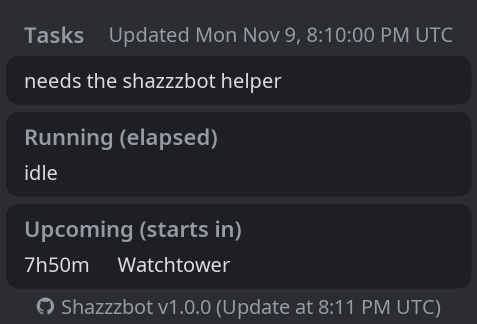 Tasks Updated Mon Nov 9, 8:10:00 PM UTC
needs the shazzzbot helper
Running (elapsed)
idle
Upcoming (starts in)
7h50m Watchtower
Shazzzbot v1.0.0 (Update at 8:11 PM UTC)